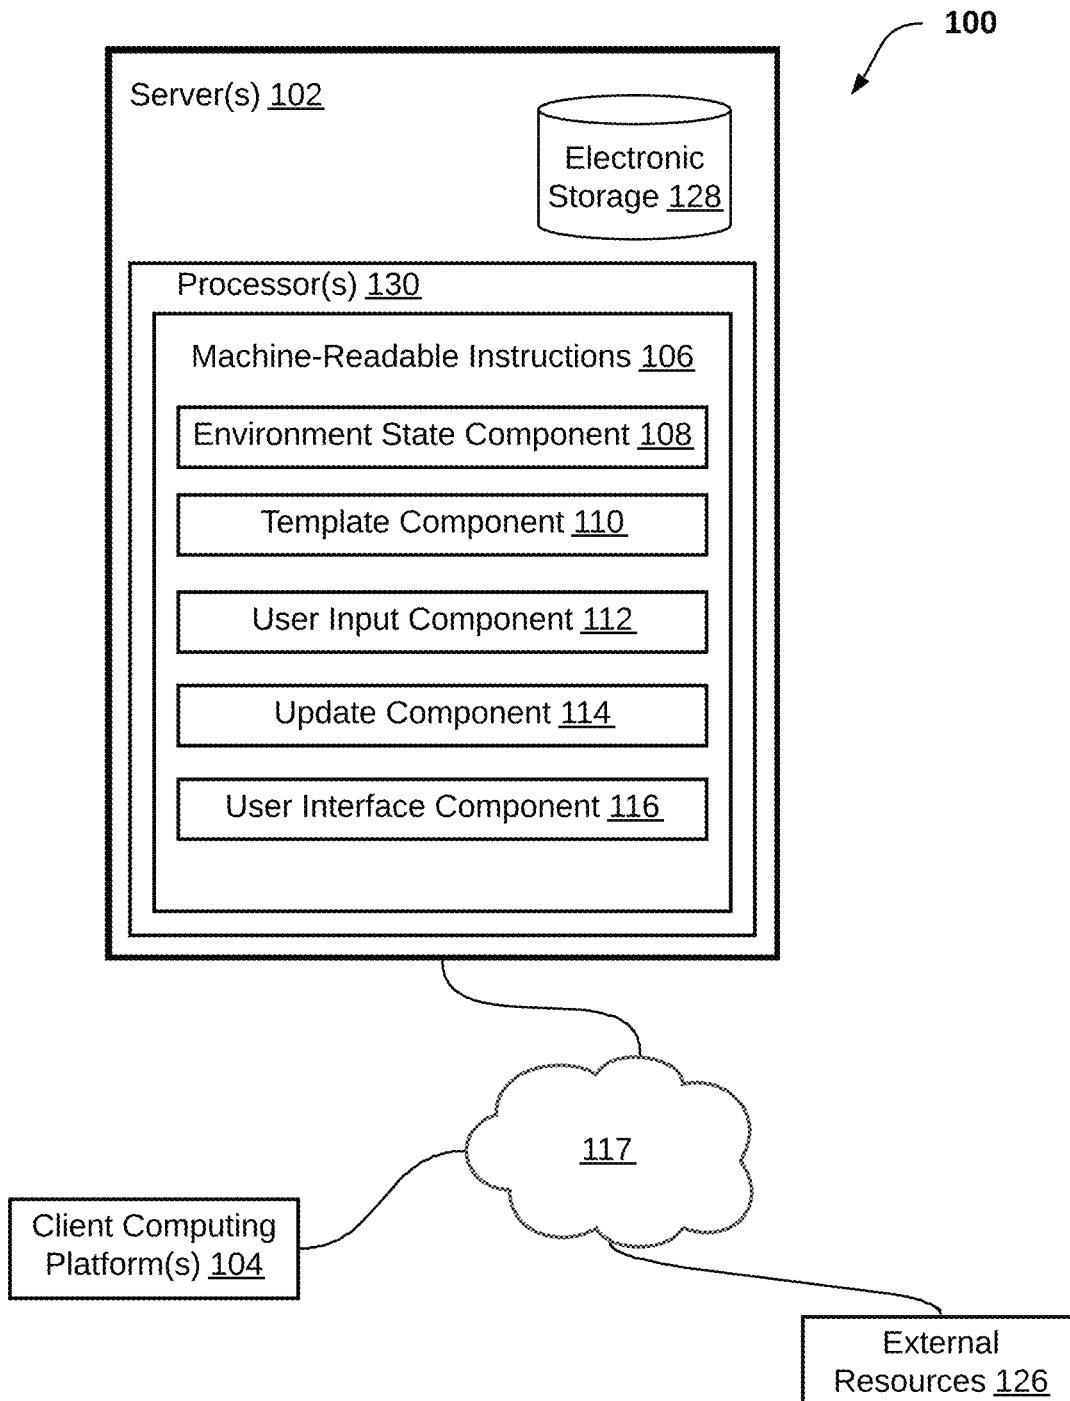 100
Server(s) 102
Electronic
Storage 128
Processor(s) 130
Machine-Readable Instructions 106
Environment State Component 108
Template Component 110
User Input Component 112
Update Component 114
User Interface Component 116
117
Client Computing
Platform(s) 104
External
Resources 126